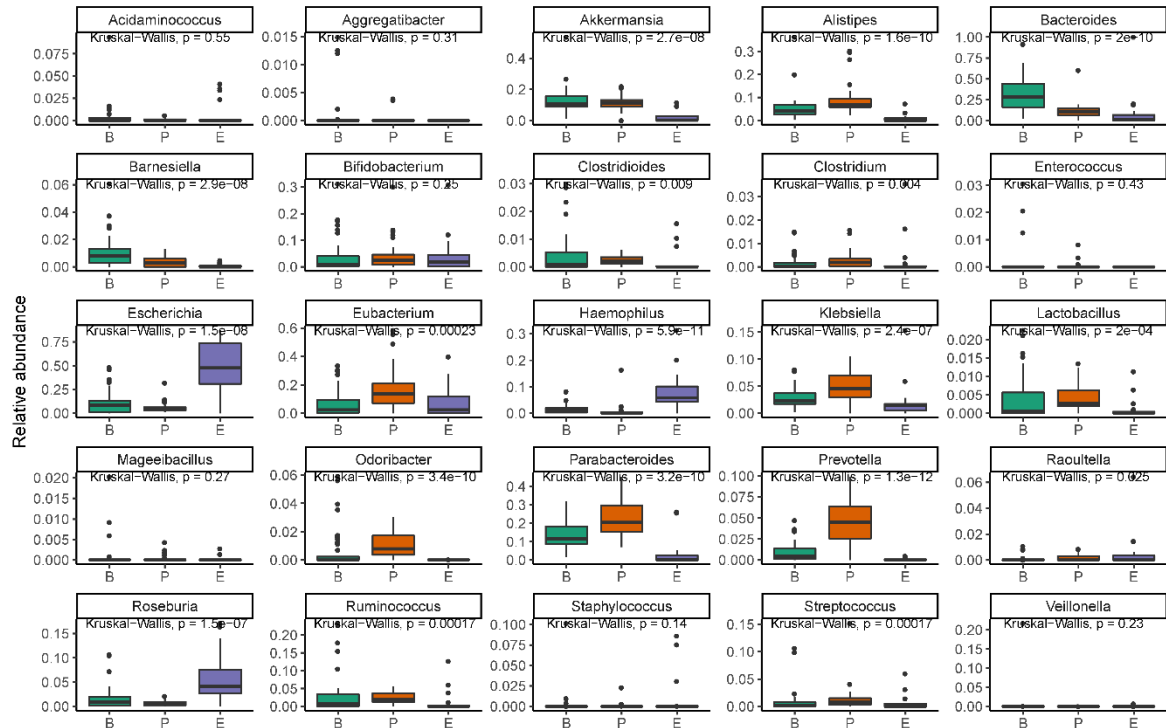 Relative abundance
Acidaminococcus
Kruskal−Wallis, p = 0.55
0.075
0.050
0.025
0.000
B P E
Aggregatibacter
Kruskal−Wallis, p = 0.31
0.015
0.010
0.005
0.000
B P E
Akkermansia
Kruskal−Wallis, p = 2.7e−08
0.4
0.2
0.0
B P E
Alistipes
Kruskal−Wallis, p = 1.6e−10
0.3
0.2
0.1
0.0
B P E
Bacteroides
Kruskal−Wallis, p = 2e−10
1.00
0.75
0.50
0.25
0.00
B P E
Barnesiella
Kruskal−Wallis, p = 2.9e−08
0.06
0.04
0.02
0.00
B P E
Bifidobacterium
Kruskal−Wallis, p = 0.25
0.3
0.2
0.1
0.0
B P E
Clostridioides
Kruskal−Wallis, p = 0.009
0.03
0.02
0.01
0.00
B P E
Clostridium
Kruskal−Wallis, p = 0.004
0.03
0.02
0.01
0.00
B P E
Enterococcus
Kruskal−Wallis, p = 0.43
0.03
0.02
0.01
0.00
B P E
Escherichia
Kruskal−Wallis, p = 1.5e−08
0.75
0.50
0.25
0.00
B P E
Eubacterium
Kruskal−Wallis, p = 0.00023
0.6
0.4
0.2
0.0
B P E
Haemophilus
Kruskal−Wallis, p = 5.9e−11
0.3
0.2
0.1
0.0
B P E
Klebsiella
Kruskal−Wallis, p = 2.4e−07
0.15
0.10
0.05
0.00
B P E
Lactobacillus
Kruskal−Wallis, p = 2e−04
0.020
0.015
0.010
0.005
0.000
B P E
Mageeibacillus
Kruskal−Wallis, p = 0.27
0.020
0.015
0.010
0.005
0.000
B P E
Odoribacter
Kruskal−Wallis, p = 3.4e−10
0.06
0.04
0.02
0.00
B P E
Parabacteroides
Kruskal−Wallis, p = 3.2e−10
0.4
0.3
0.2
0.1
0.0
B P E
Prevotella
Kruskal−Wallis, p = 1.3e−12
0.100
0.075
0.050
0.025
0.000
B P E
Raoultella
Kruskal−Wallis, p = 0.025
0.06
0.04
0.02
0.00
B P E
Roseburia
Kruskal−Wallis, p = 1.5e−07
0.15
0.10
0.05
0.00
B P E
Ruminococcus
Kruskal−Wallis, p = 0.00017
0.20
0.15
0.10
0.05
0.00
B P E
Staphylococcus
Kruskal−Wallis, p = 0.14
0.100
0.075
0.050
0.025
0.000
B P E
Streptococcus
Kruskal−Wallis, p = 0.00017
0.15
0.10
0.05
0.00
B P E
Veillonella
Kruskal−Wallis, p = 0.23
0.20
0.15
0.10
0.05
0.00
B P E